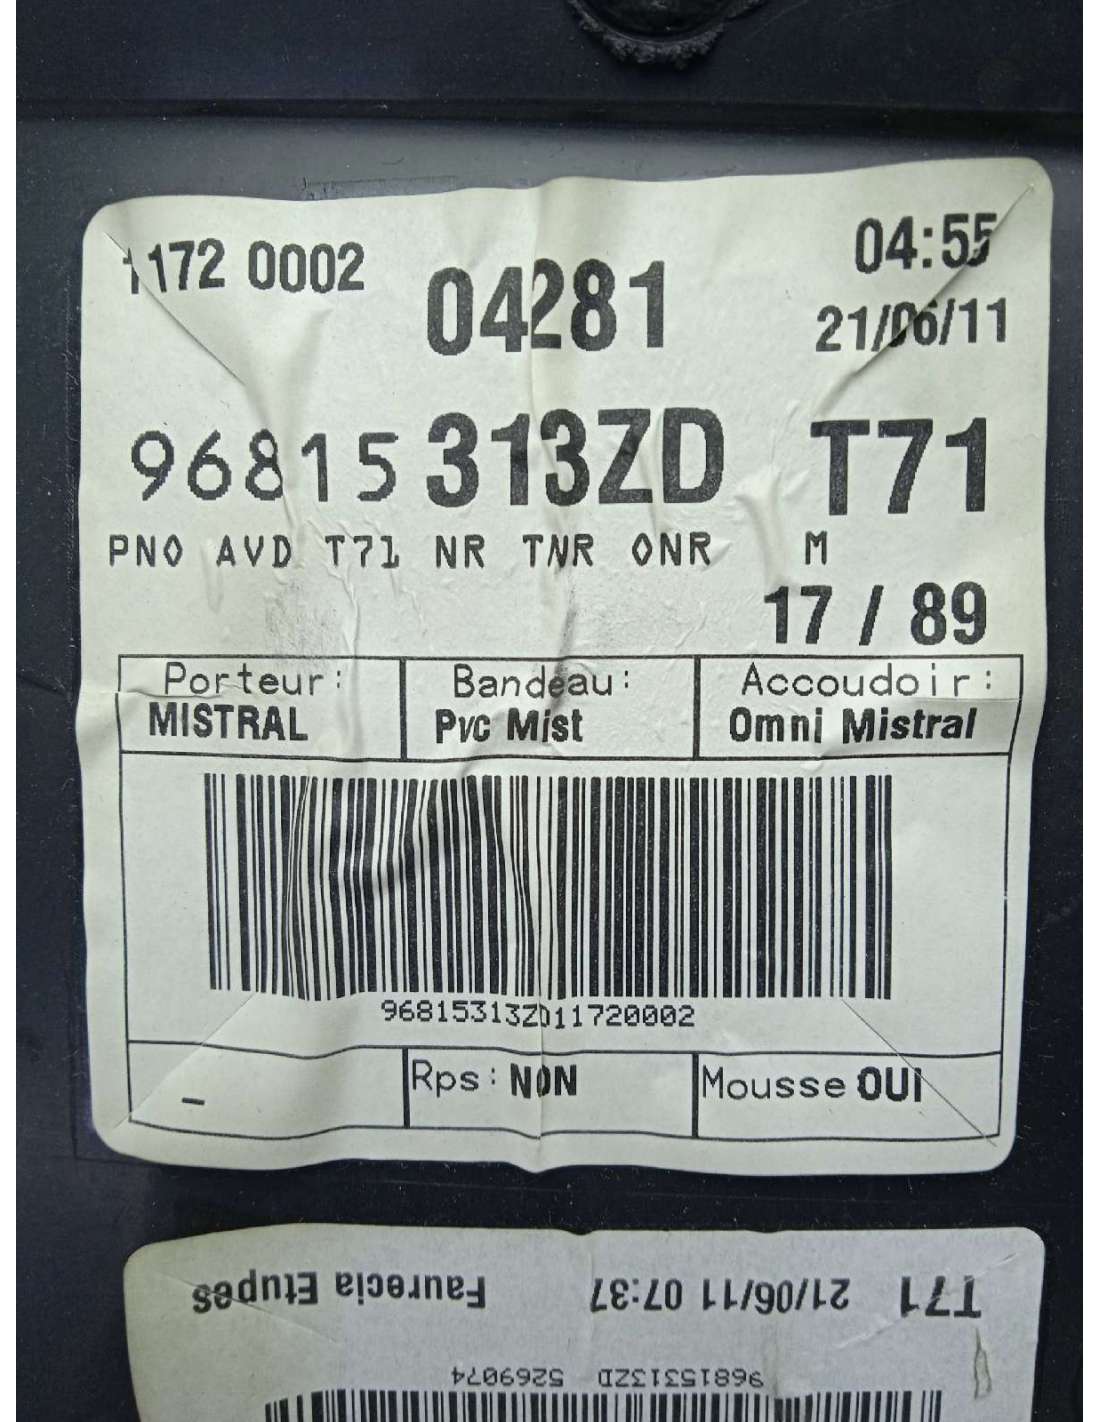 1172 0002 04281 04:55
21/06/11
96815 313ZD T71
PNO AVD T71 NR TNR ONR M
17 / 89
Porteur: Bandeau: Accoudoir:
MISTRAL Pvc Mist Omni Mistral
96815313ZD11720002
– Rps: NON Mousse OUI
T71 21/06/11 07:37 Faurecia Etupes
96815313ZD 5269074